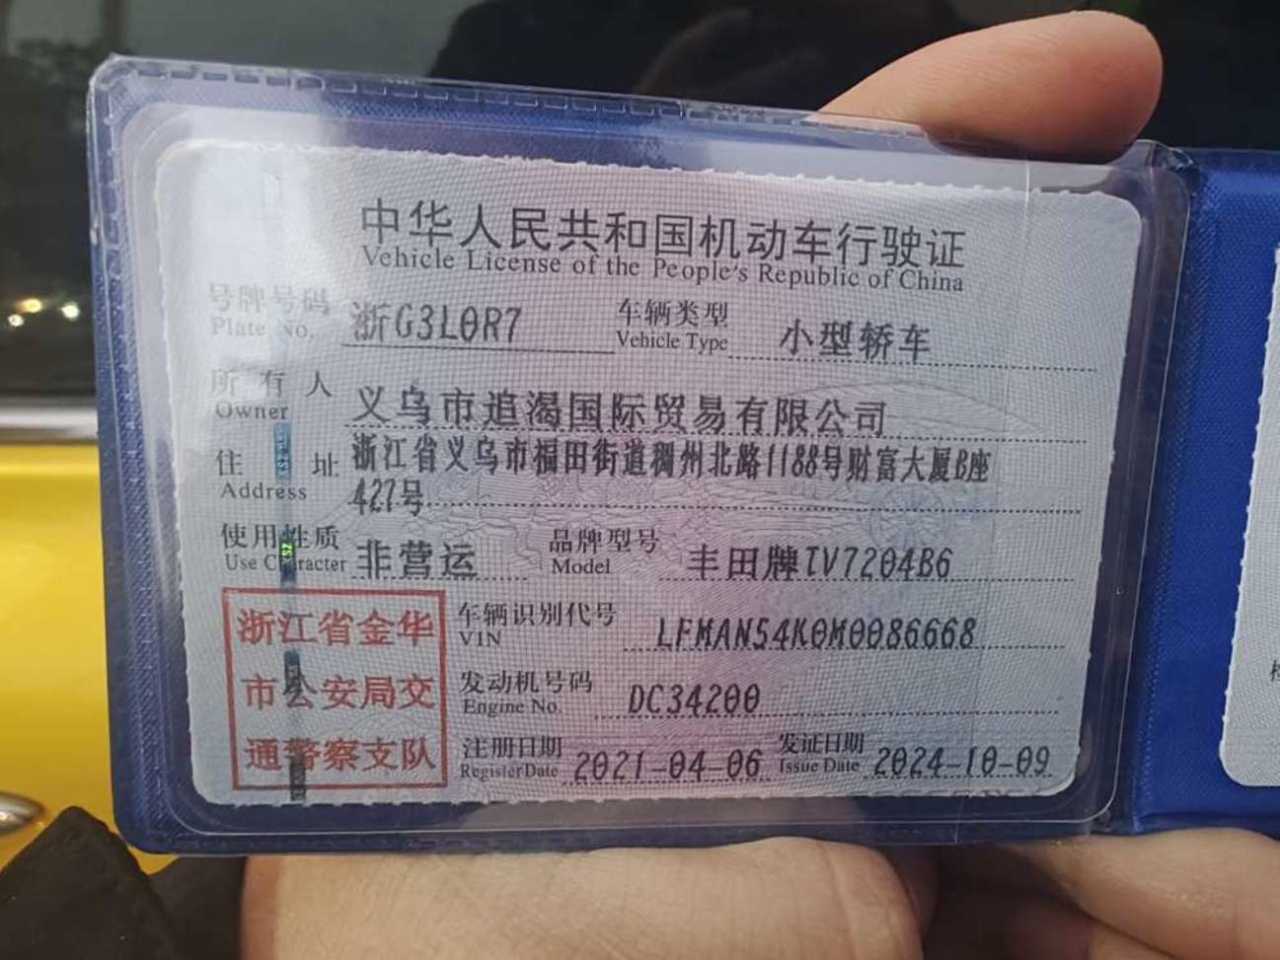 中华人民共和国机动车行驶证
Vehicle License of the People's Republic of China
号牌号码 浙G3L0R7 车辆类型 小型轿车
Plate No. Vehicle Type
所有人 义乌市追渴国际贸易有限公司
Owner
住址 浙江省义乌市福田街道稠州北路1188号财富大厦B座
Address 427号
使用性质 非营运 品牌型号 丰田牌TV7204B6
Use Character Model
浙江省金华
市公安局交
通警察支队
车辆识别代号 LFMAN54K0M0086668
VIN
发动机号码 DC34200
Engine No.
注册日期 2021-04-06 发证日期 2024-10-09
Register Date Issue Date